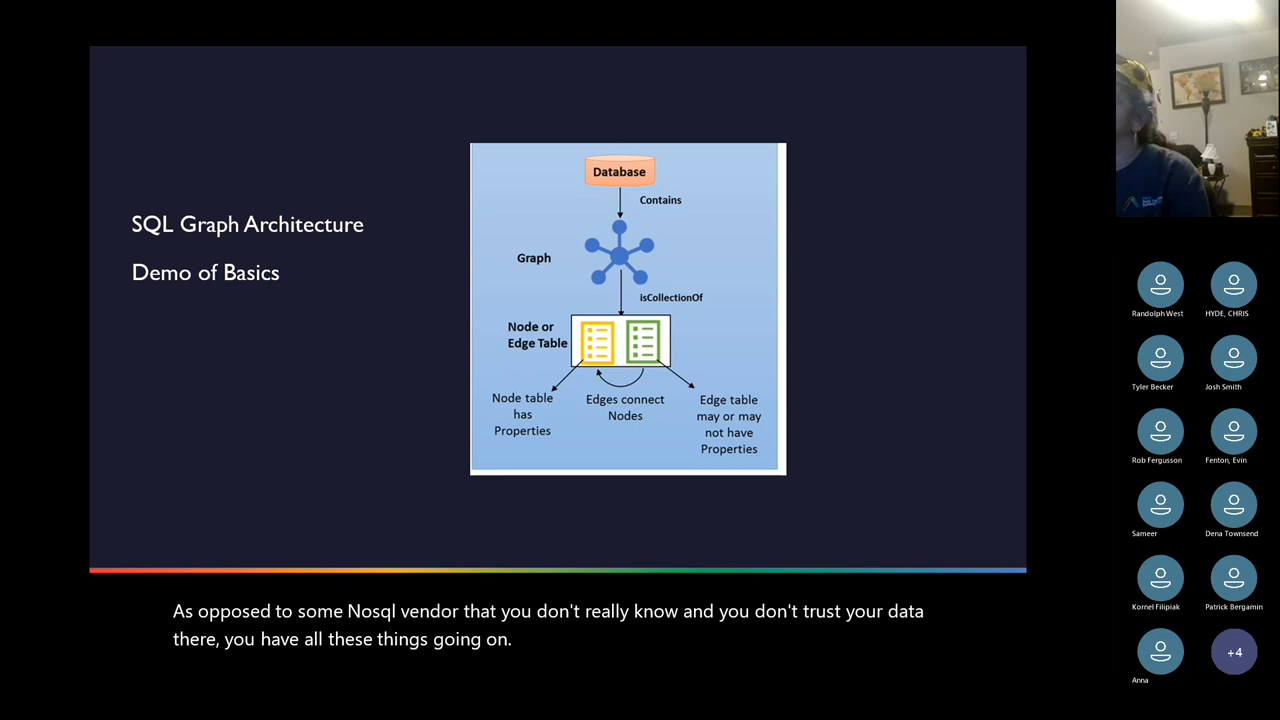 SQL Graph Architecture
Demo of Basics
Database
Contains
Graph
isCollectionOf
Node or
Edge Table
Node table
has
Properties
Edges connect
Nodes
Edge table
may or may
not have
Properties
As opposed to some Nosql vendor that you don't really know and you don't trust your data
there, you have all these things going on.
Randolph West
HYDE, CHRIS
Tyler Becker
Josh Smith
Rob Fergusson
Fenton, Evin
Sameer
Dena Townsend
Kornel Filipiak
Patrick Bergamin
Anna
+4